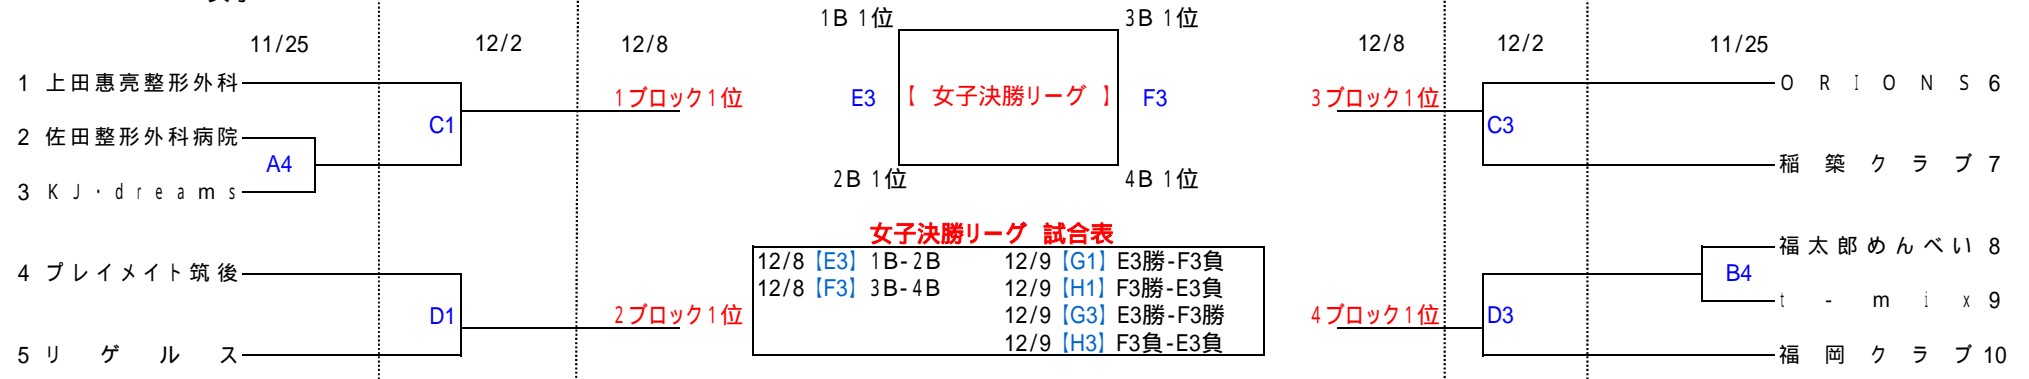 1B 1位 3B 1位
11/25 12/2 12/8 12/8 12/2 11/25
1 上田惠亮整形外科
1ブロック1位
E3 【 女子決勝リーグ 】 F3
3ブロック1位
ORIONS 6
C1
C3
2 佐田整形外科病院
A4
稲築クラブ 7
3 KJ・dreams
2B 1位 4B 1位
女子決勝リーグ 試合表
福太郎めんべい 8
12/8【E3】1B-2B 12/9【G1】E3勝-F3負
4 プレイメイト筑後
B4
12/8【F3】3B-4B 12/9【H1】F3勝-E3負
t-mix 9
D1
2ブロック1位
12/9【G3】E3勝-F3勝
4ブロック1位
D3
12/9【H3】F3負-E3負
5 リゲルス
福岡クラブ 10